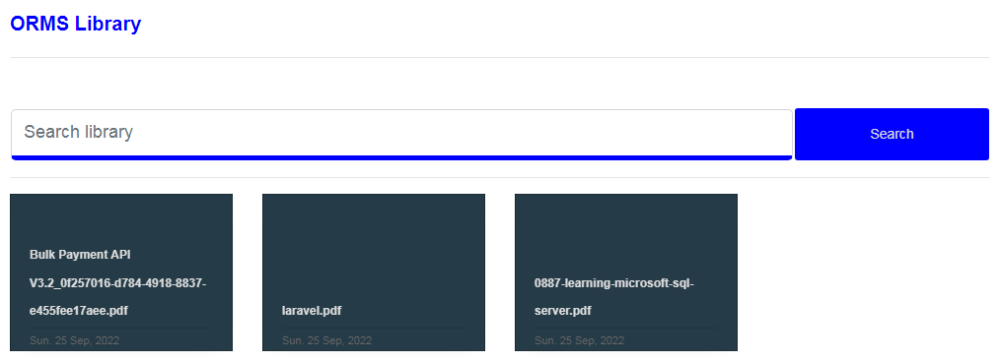 ORMS Library
Search library
Search
Bulk Payment API
V3.2_0f257016-d784-4918-8837-
e455fee17aee.pdf
Sun. 25 Sep, 2022
laravel.pdf
Sun. 25 Sep, 2022
0887-learning-microsoft-sql-
server.pdf
Sun. 25 Sep, 2022